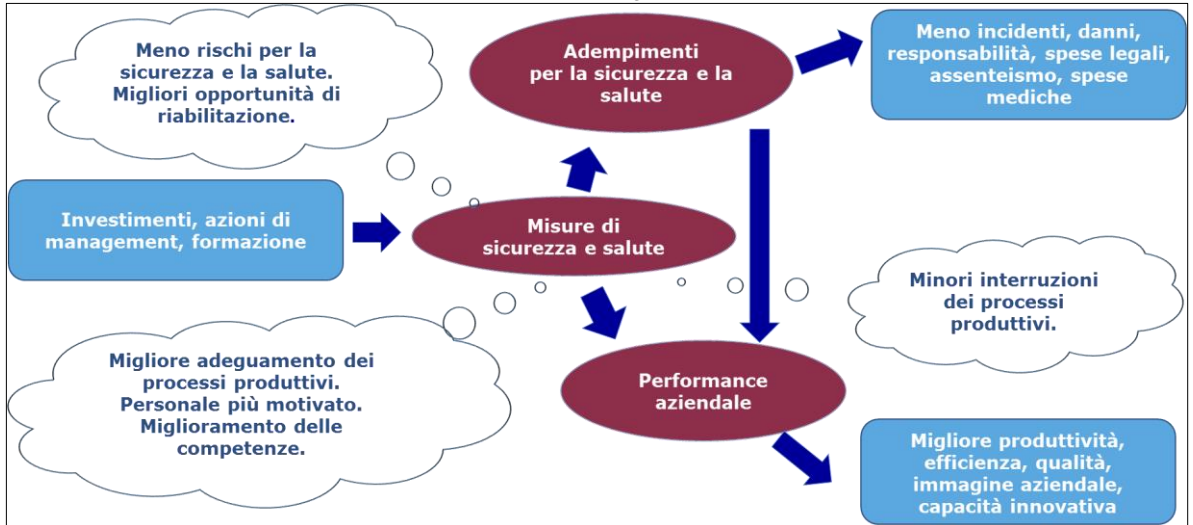 Meno rischi per la
sicurezza e la salute.
Migliori opportunità di
riabilitazione.
Adempimenti
per la sicurezza e la
salute
Meno incidenti, danni,
responsabilità, spese legali,
assenteismo, spese
mediche
Investimenti, azioni di
management, formazione
Misure di
sicurezza e salute
Minori interruzioni
dei processi
produttivi.
Migliore adeguamento dei
processi produttivi.
Personale più motivato.
Miglioramento delle
competenze.
Performance
aziendale
Migliore produttività,
efficienza, qualità,
immagine aziendale,
capacità innovativa